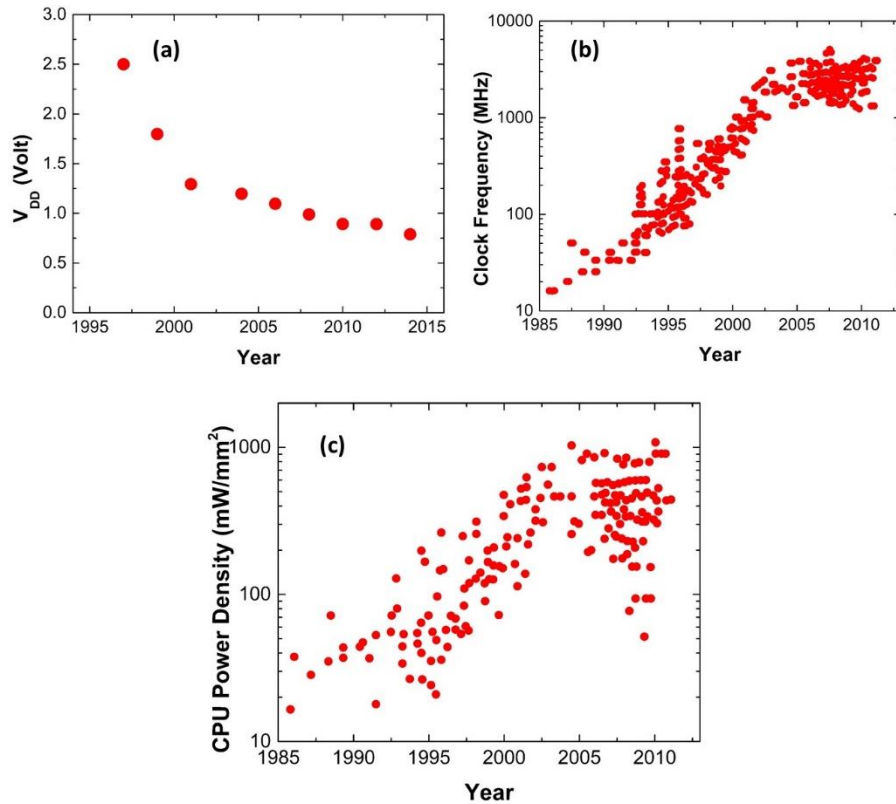 (a)
V_DD (Volt)
3.0
2.5
2.0
1.5
1.0
0.5
0.0
1995 2000 2005 2010 2015
Year
(b)
Clock Frequency (MHz)
10000
1000
100
10
1985 1990 1995 2000 2005 2010
Year
(c)
CPU Power Density (mW/mm²)
1000
100
10
1985 1990 1995 2000 2005 2010
Year